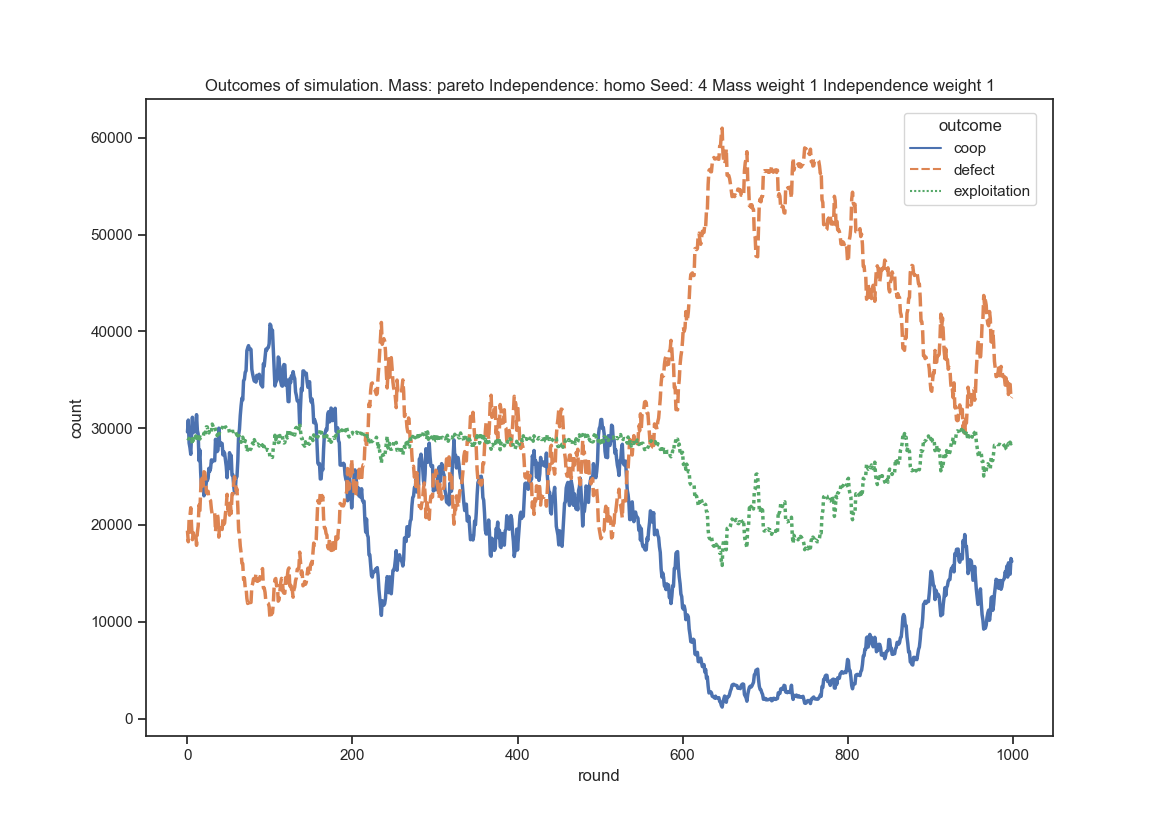 Outcomes of simulation. Mass: pareto Independence: homo Seed: 4 Mass weight 1 Independence weight 1
outcome
coop
defect
exploitation
60000
50000
40000
30000
20000
10000
0
count
0 200 400 600 800 1000
round